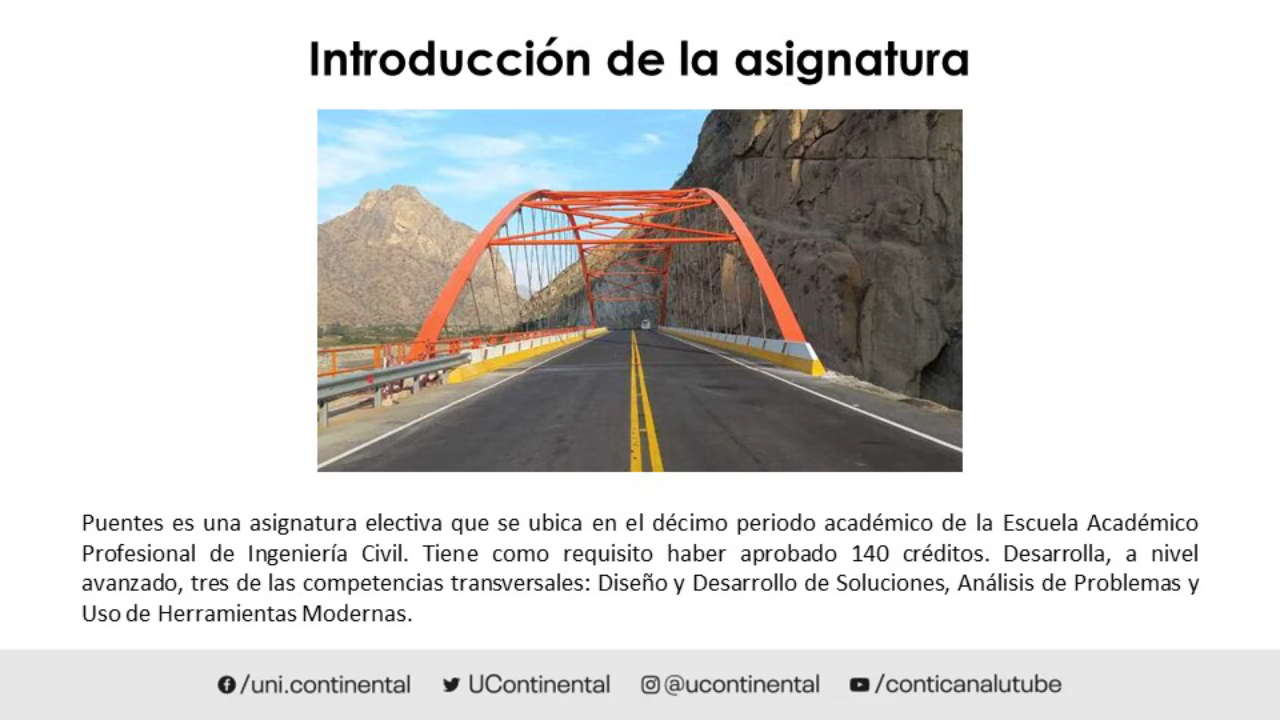 Introducción de la asignatura
Puentes es una asignatura electiva que se ubica en el décimo periodo académico de la Escuela Académico
Profesional de Ingeniería Civil. Tiene como requisito haber aprobado 140 créditos. Desarrolla, a nivel
avanzado, tres de las competencias transversales: Diseño y Desarrollo de Soluciones, Análisis de Problemas y
Uso de Herramientas Modernas.
/uni.continental UContinental @ucontinental /conticanalutube